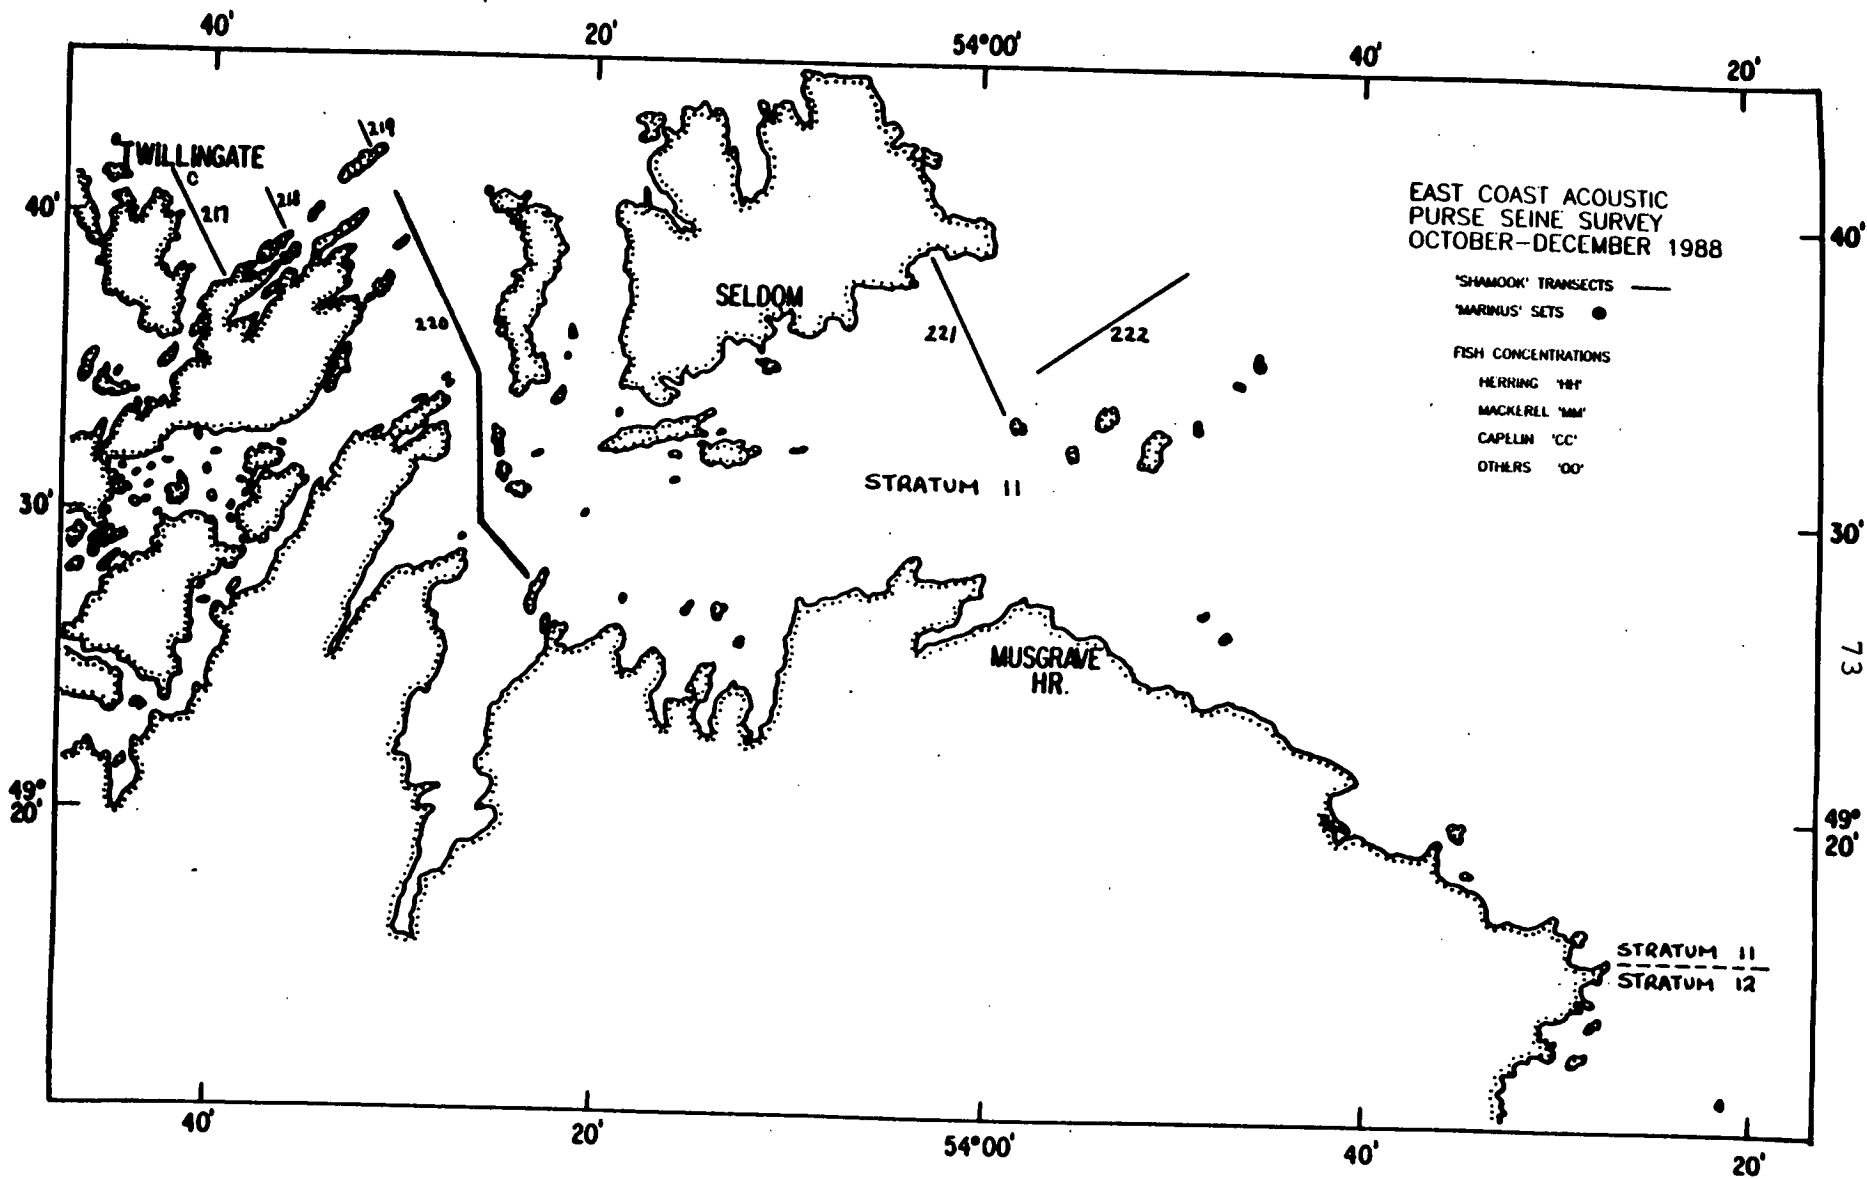 40'
20'
54°00'
40'
20'
219
TWILLINGATE
C
218
217
40'
EAST COAST ACOUSTIC
PURSE SEINE SURVEY
OCTOBER-DECEMBER 1988
40'
'SHAMOOK' TRANSECTS
'MARINUS' SETS
SELDOM
220
221
222
FISH CONCENTRATIONS
HERRING 'HH'
MACKEREL 'MM'
CAPELIN 'CC'
OTHERS 'OO'
STRATUM 11
30'
30'
MUSGRAVE
HR.
73
49°
20'
49°
20'
STRATUM 11
STRATUM 12
40'
20'
54°00'
40'
20'